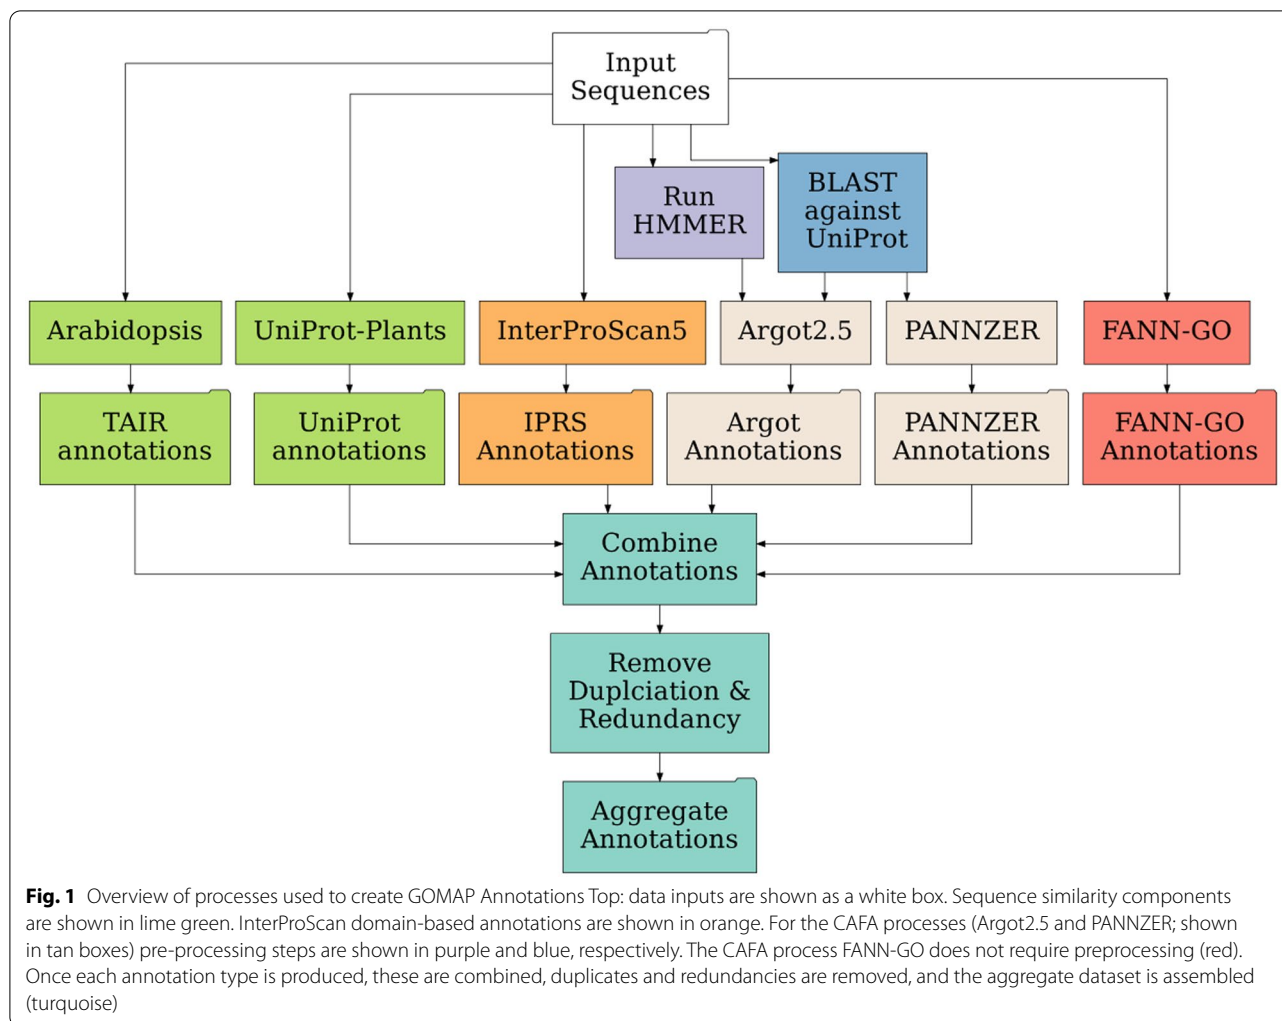 Input
Sequences
Run
HMMER
BLAST
against
UniProt
Arabidopsis
UniProt-Plants
InterProScan5
Argot2.5
PANNZER
FANN-GO
TAIR
annotations
UniProt
annotations
IPRS
Annotations
Argot
Annotations
PANNZER
Annotations
FANN-GO
Annotations
Combine
Annotations
Remove
Duplciation &
Redundancy
Aggregate
Annotations
Fig. 1 Overview of processes used to create GOMAP Annotations Top: data inputs are shown as a white box. Sequence similarity components
are shown in lime green. InterProScan domain-based annotations are shown in orange. For the CAFA processes (Argot2.5 and PANNZER; shown
in tan boxes) pre-processing steps are shown in purple and blue, respectively. The CAFA process FANN-GO does not require preprocessing (red).
Once each annotation type is produced, these are combined, duplicates and redundancies are removed, and the aggregate dataset is assembled
(turquoise)